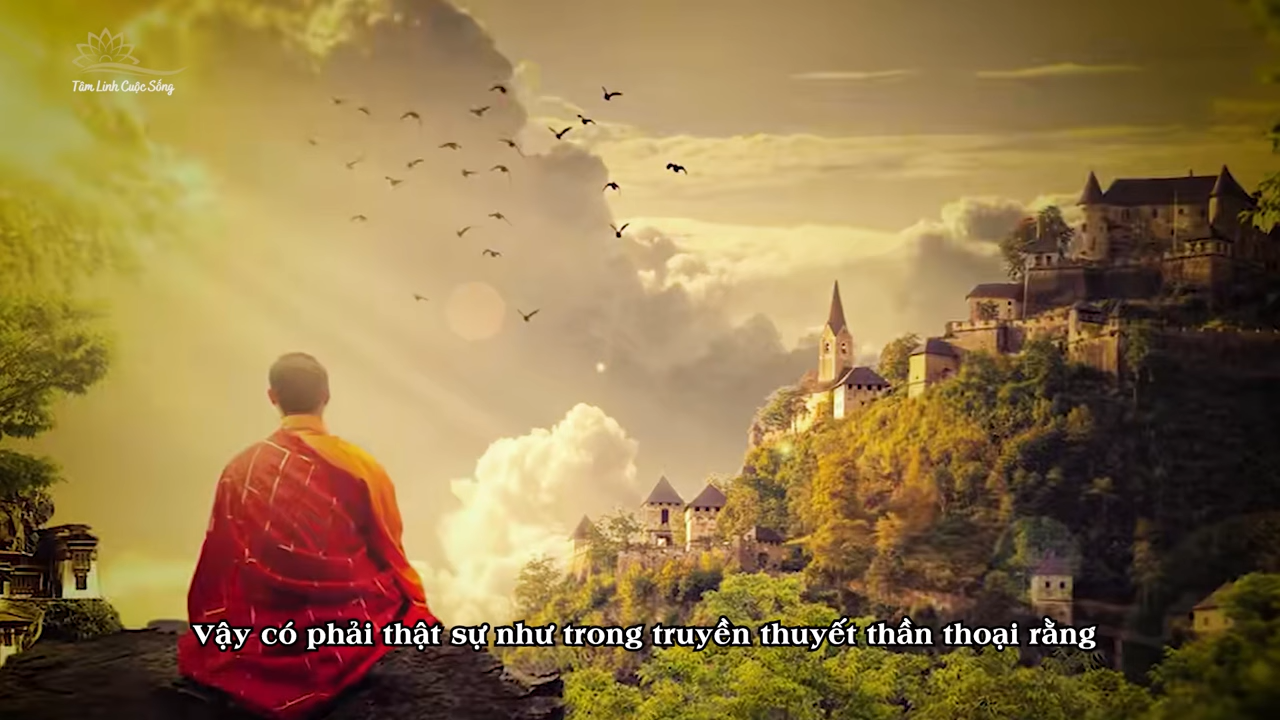 Tâm Linh Cuộc Sống
Vậy có phải thật sự như trong truyền thuyết thần thoại rằng